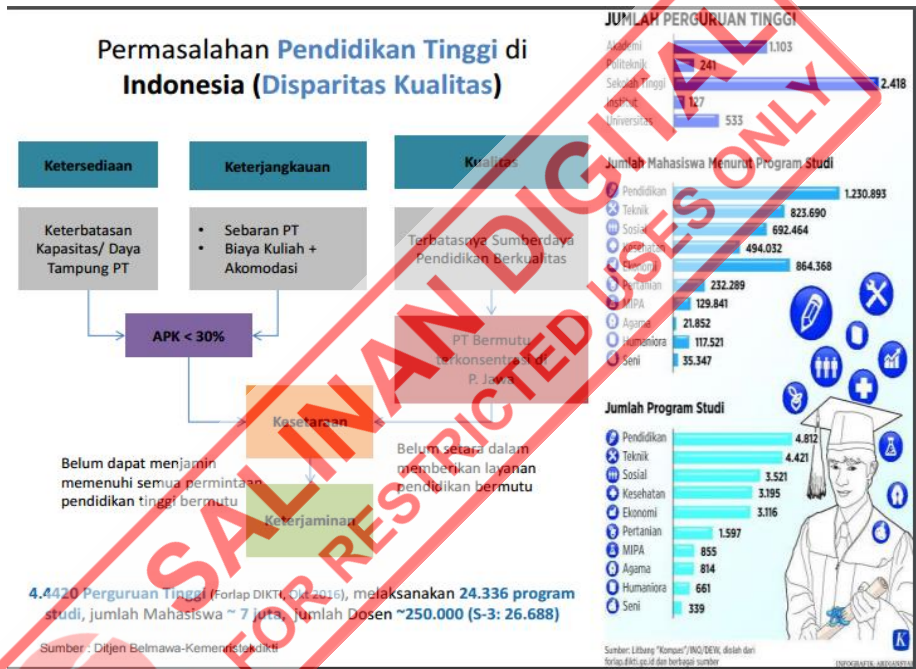 Permasalahan Pendidikan Tinggi di
Indonesia (Disparitas Kualitas)
Ketersediaan
Keterjangkauan
Kualitas
Keterbatasan
Kapasitas/ Daya
Tampung PT
• Sebaran PT
• Biaya Kuliah +
Akomodasi
Terbatasnya Sumberdaya
Pendidikan Berkualitas
APK < 30%
PT Bermutu
terkonsentrasi di
P. Jawa
Kesetaraan
Belum dapat menjamin
memenuhi semua permintaan
pendidikan tinggi bermutu
Belum setara dalam
memberikan layanan
pendidikan bermutu
Keterjaminan
4.4420 Perguruan Tinggi (Forlap DIKTI, Okt 2016), melaksanakan 24.336 program
studi, jumlah Mahasiswa ~ 7 juta, jumlah Dosen ~250.000 (S-3: 26.688)
Sumber : Ditjen Belmawa-Kemenristekdikti
JUMLAH PERGURUAN TINGGI
Akademi 1.103
Politeknik 241
Sekolah Tinggi 2.418
Institut 127
Universitas 533
Jumlah Mahasiswa Menurut Program Studi
Pendidikan 1.230.893
Teknik 823.690
Sosial 692.464
Kesehatan 494.032
Ekonomi 864.368
Pertanian 232.289
MIPA 129.841
Agama 21.852
Humaniora 117.521
Seni 35.347
Jumlah Program Studi
Pendidikan 4.812
Teknik 4.421
Sosial 3.521
Kesehatan 3.195
Ekonomi 3.116
Pertanian 1.597
MIPA 855
Agama 814
Humaniora 661
Seni 339
Sumber: Litbang "Kompas"/INO/DEW, diolah dari
forlap.dikti.go.id dan berbagai sumber
K
SALINAN DIGITAL
FOR RESTRICTED USES ONLY